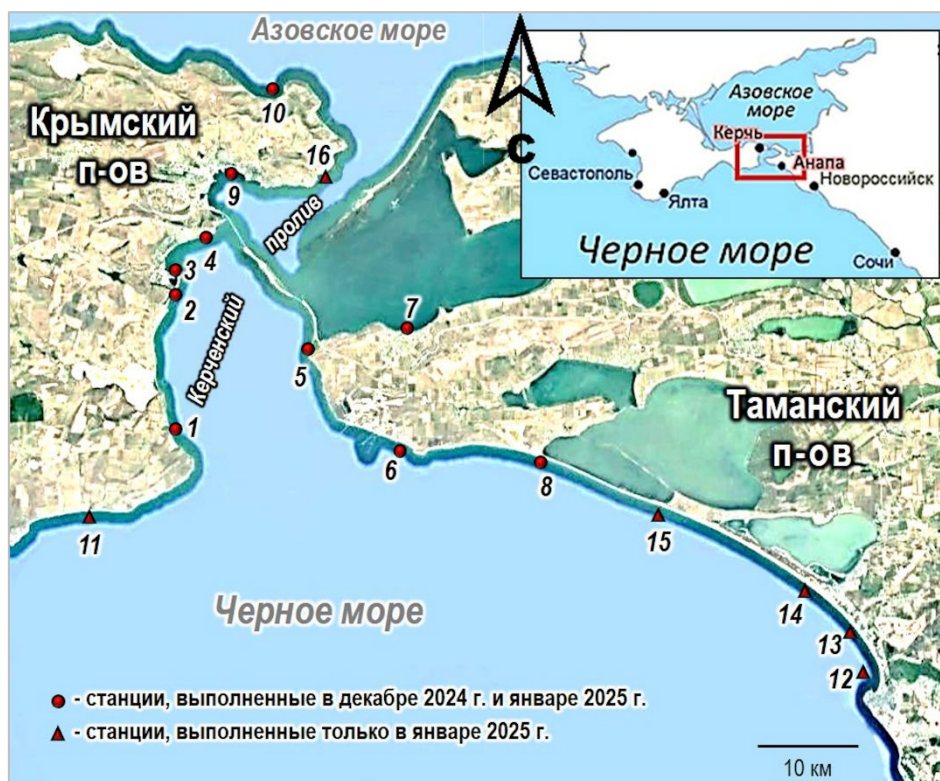 Азовское море
Крымский
п-ов
10
16
9
пролив
4
3
2
Керченский
7
5
1
6
8
11
Таманский
п-ов
15
14
13
12
Черное море
С
Азовское
море
Керчь
Анапа
Севастополь
Новороссийск
Ялта
Черное море
Сочи
- станции, выполненные в декабре 2024 г. и январе 2025 г.
- станции, выполненные только в январе 2025 г.
10 км